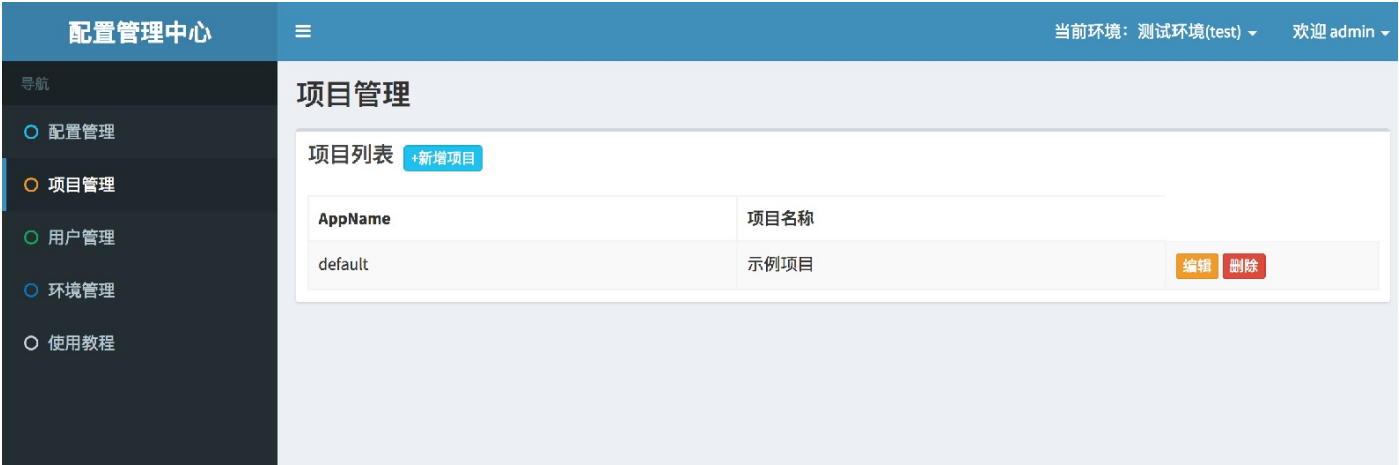 配置管理中心
当前环境：测试环境(test)
欢迎 admin
导航
配置管理
项目管理
用户管理
环境管理
使用教程
项目管理
项目列表 +新增项目
AppName 项目名称
default 示例项目 编辑 删除